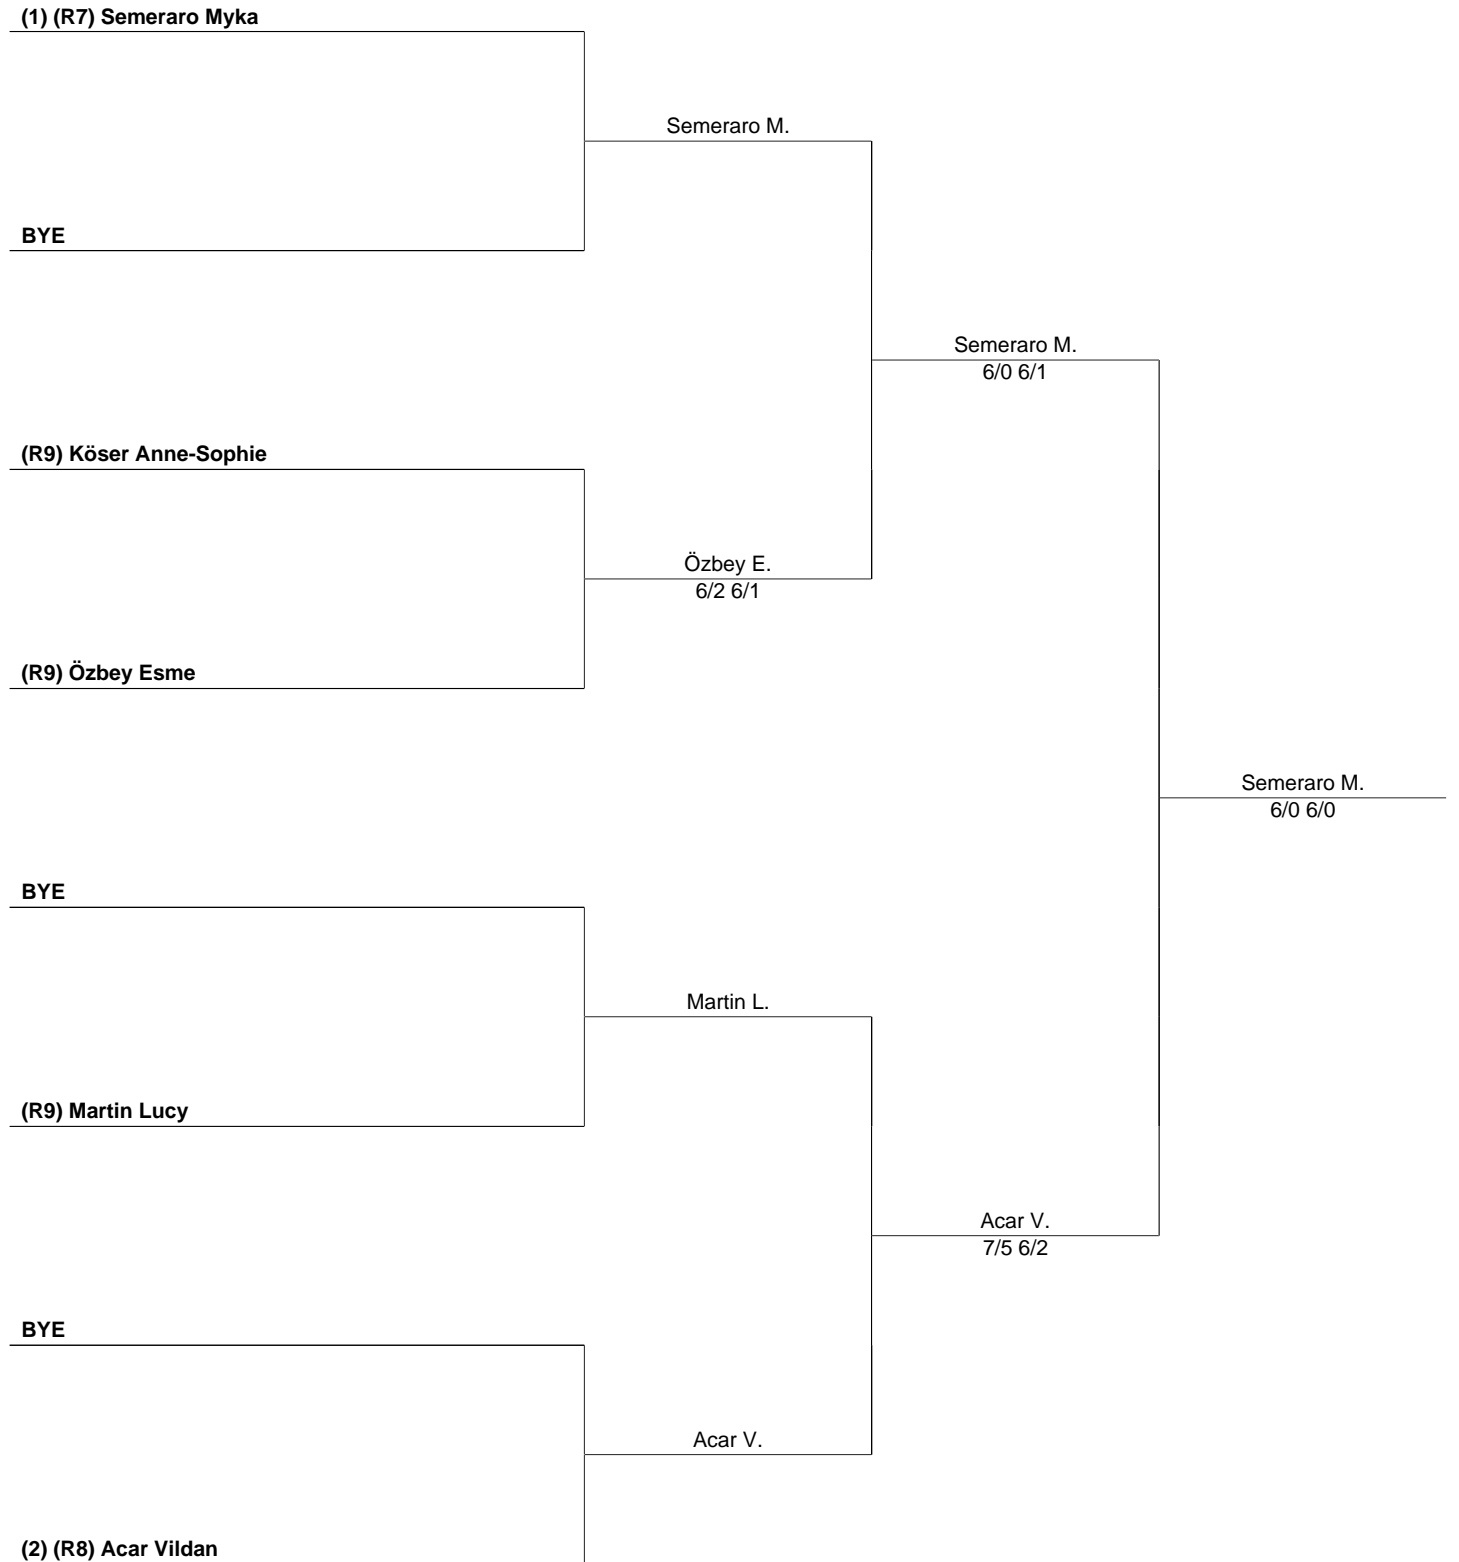 (1) (R7) Semeraro Myka
Semeraro M.
BYE
Semeraro M.
6/0 6/1
(R9) Köser Anne-Sophie
Özbey E.
6/2 6/1
(R9) Özbey Esme
Semeraro M.
6/0 6/0
BYE
Martin L.
(R9) Martin Lucy
Acar V.
7/5 6/2
BYE
Acar V.
(2) (R8) Acar Vildan